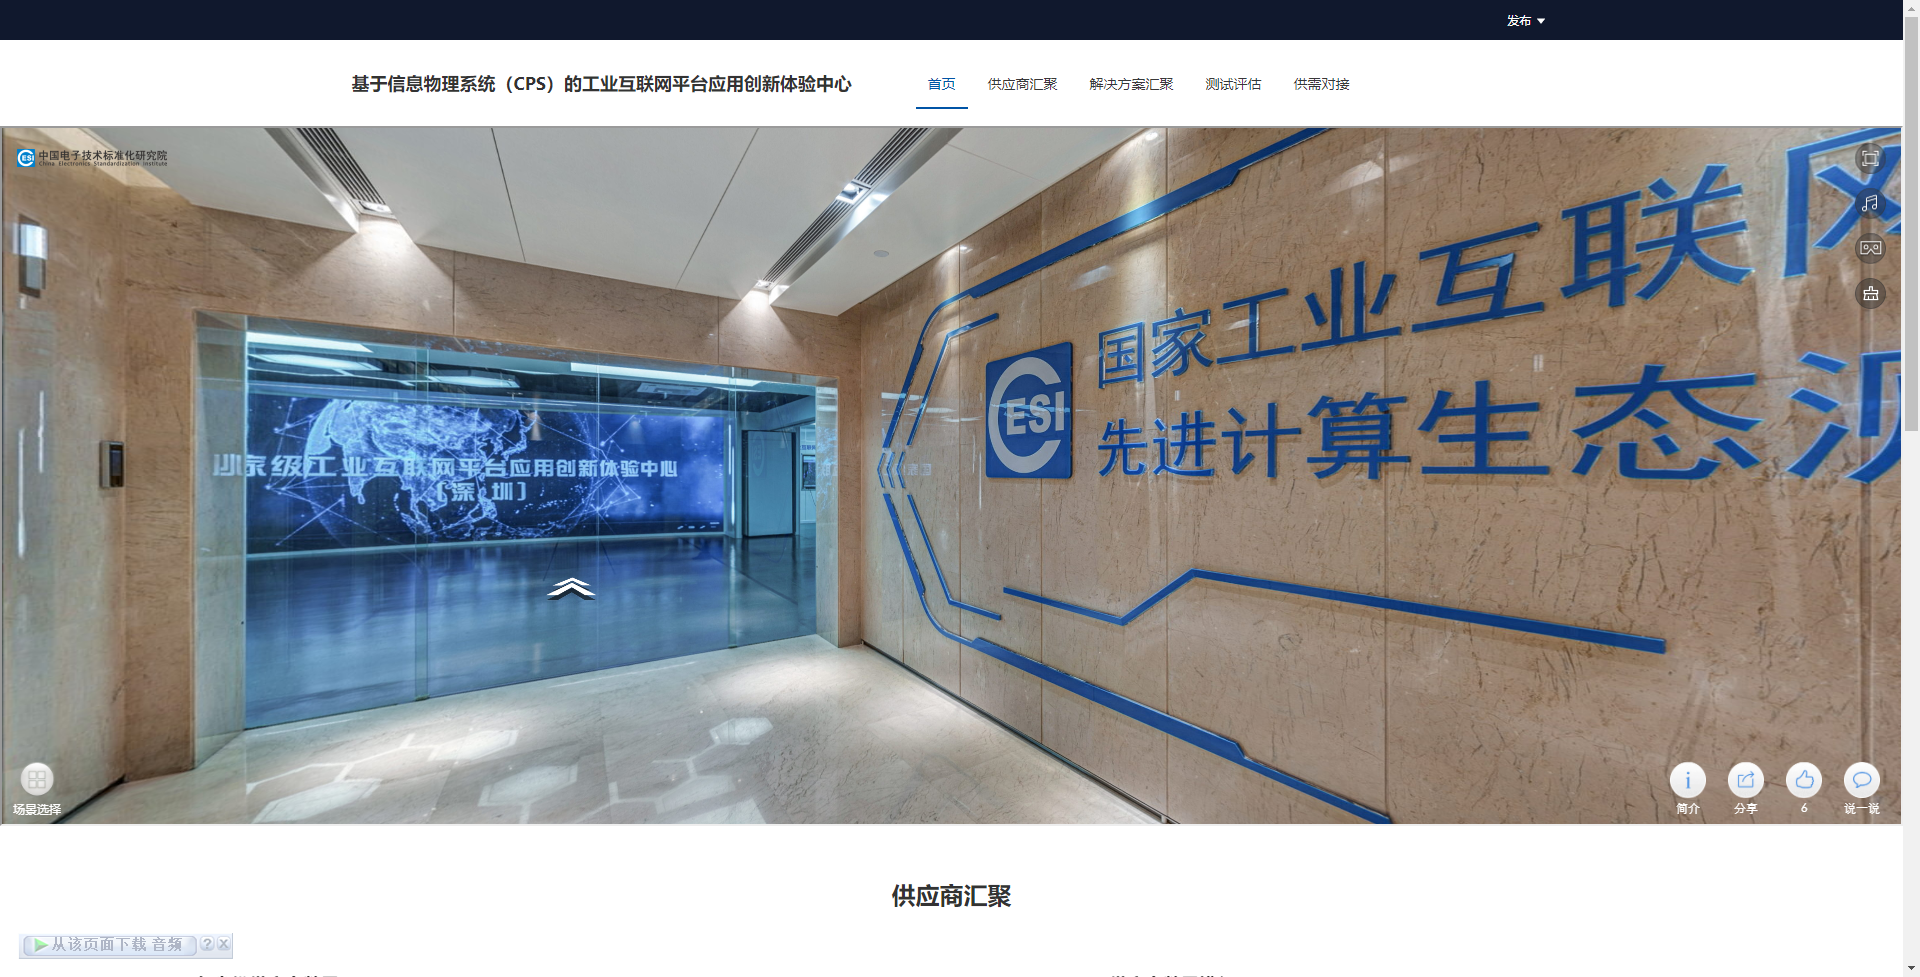 发布
基于信息物理系统（CPS）的工业互联网平台应用创新体验中心
首页 供应商汇聚 解决方案汇聚 测试评估 供需对接
CESI 中国电子技术标准化研究院
China Electronics Standardization Institute
国家工业互联网
CESI
先进计算生态
家级工业互联网平台应用创新体验中心
[深 圳]
场景选择
简介
分享
6
说一说
供应商汇聚
从该页面下载 音频 ? X